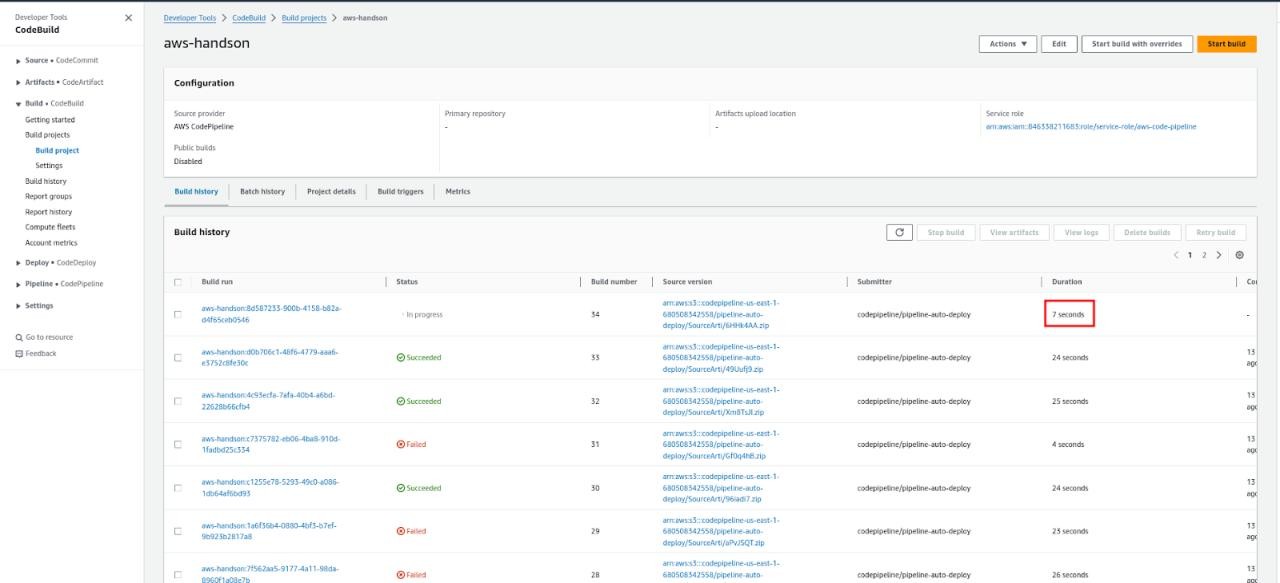 Developer Tools
CodeBuild
Source • CodeCommit
Artifacts • CodeArtifact
Build • CodeBuild
Getting started
Build projects
Build project
Settings
Build history
Report groups
Report history
Compute fleets
Account metrics
Deploy • CodeDeploy
Pipeline • CodePipeline
Settings
Go to resource
Feedback
Developer Tools > CodeBuild > Build projects > aws-handson
aws-handson
Actions ▼ Edit Start build with overrides Start build
Configuration
Source provider
AWS CodePipeline
Primary repository
-
Artifacts upload location
-
Service role
arn:aws:iam::846338211683:role/service-role/aws-code-pipeline
Public builds
Disabled
Build history Batch history Project details Build triggers Metrics
Build history
Stop build View artifacts View logs Delete builds Retry build
< 1 2 >
Build run Status Build number Source version Submitter Duration Co
aws-handson:8d587233-900b-4158-b82a-
d4f65ceb0546
In progress
34
arn:aws:s3:::codepipeline-us-east-1-
680508342558/pipeline-auto-
deploy/SourceArti/6HHk4AA.zip
codepipeline/pipeline-auto-deploy
7 seconds
-
aws-handson:d0b706c1-48f6-4779-aaa6-
e3752c8fe30c
Succeeded
33
arn:aws:s3:::codepipeline-us-east-1-
680508342558/pipeline-auto-
deploy/SourceArti/49Uufj9.zip
codepipeline/pipeline-auto-deploy
24 seconds
13
ago
aws-handson:4c93ecfa-7afa-40b4-a6bd-
22628b66cfb4
Succeeded
32
arn:aws:s3:::codepipeline-us-east-1-
680508342558/pipeline-auto-
deploy/SourceArti/Xm8TsJl.zip
codepipeline/pipeline-auto-deploy
25 seconds
13
ago
aws-handson:c7375782-eb06-4ba8-910d-
1fadbd25c334
Failed
31
arn:aws:s3:::codepipeline-us-east-1-
680508342558/pipeline-auto-
deploy/SourceArti/Gf0q4hB.zip
codepipeline/pipeline-auto-deploy
4 seconds
13
ago
aws-handson:c1255e78-5293-49c0-a086-
1db64af6bd93
Succeeded
30
arn:aws:s3:::codepipeline-us-east-1-
680508342558/pipeline-auto-
deploy/SourceArti/96iadi7.zip
codepipeline/pipeline-auto-deploy
24 seconds
13
ago
aws-handson:1a6f36b4-0880-4bf3-b7ef-
9b923b2817a8
Failed
29
arn:aws:s3:::codepipeline-us-east-1-
680508342558/pipeline-auto-
deploy/SourceArti/aPvJSQT.zip
codepipeline/pipeline-auto-deploy
23 seconds
13
ago
aws-handson:7f562aa5-9177-4a11-98da-
8960f1a08e7b
Failed
28
arn:aws:s3:::codepipeline-us-east-1-
680508342558/pipeline-auto-
codepipeline/pipeline-auto-deploy
26 seconds
13
ago